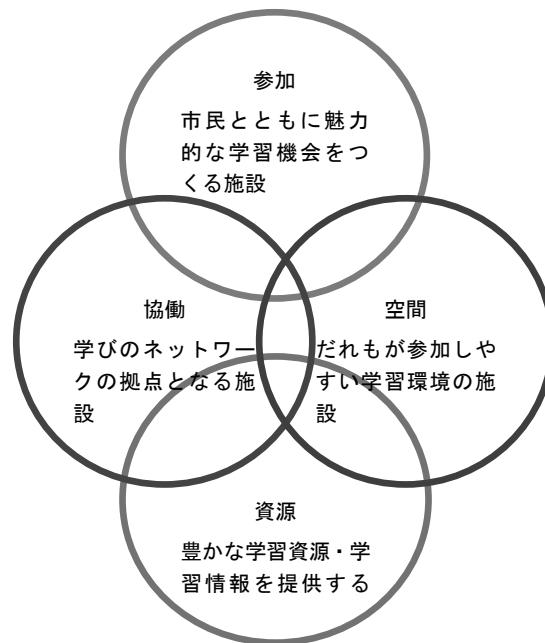 参加
市民とともに魅力
的な学習機会をつ
くる施設
協働
学びのネットワー
クの拠点となる施
設
空間
だれもが参加しや
すい学習環境の施
設
資源
豊かな学習資源・学
習情報を提供する